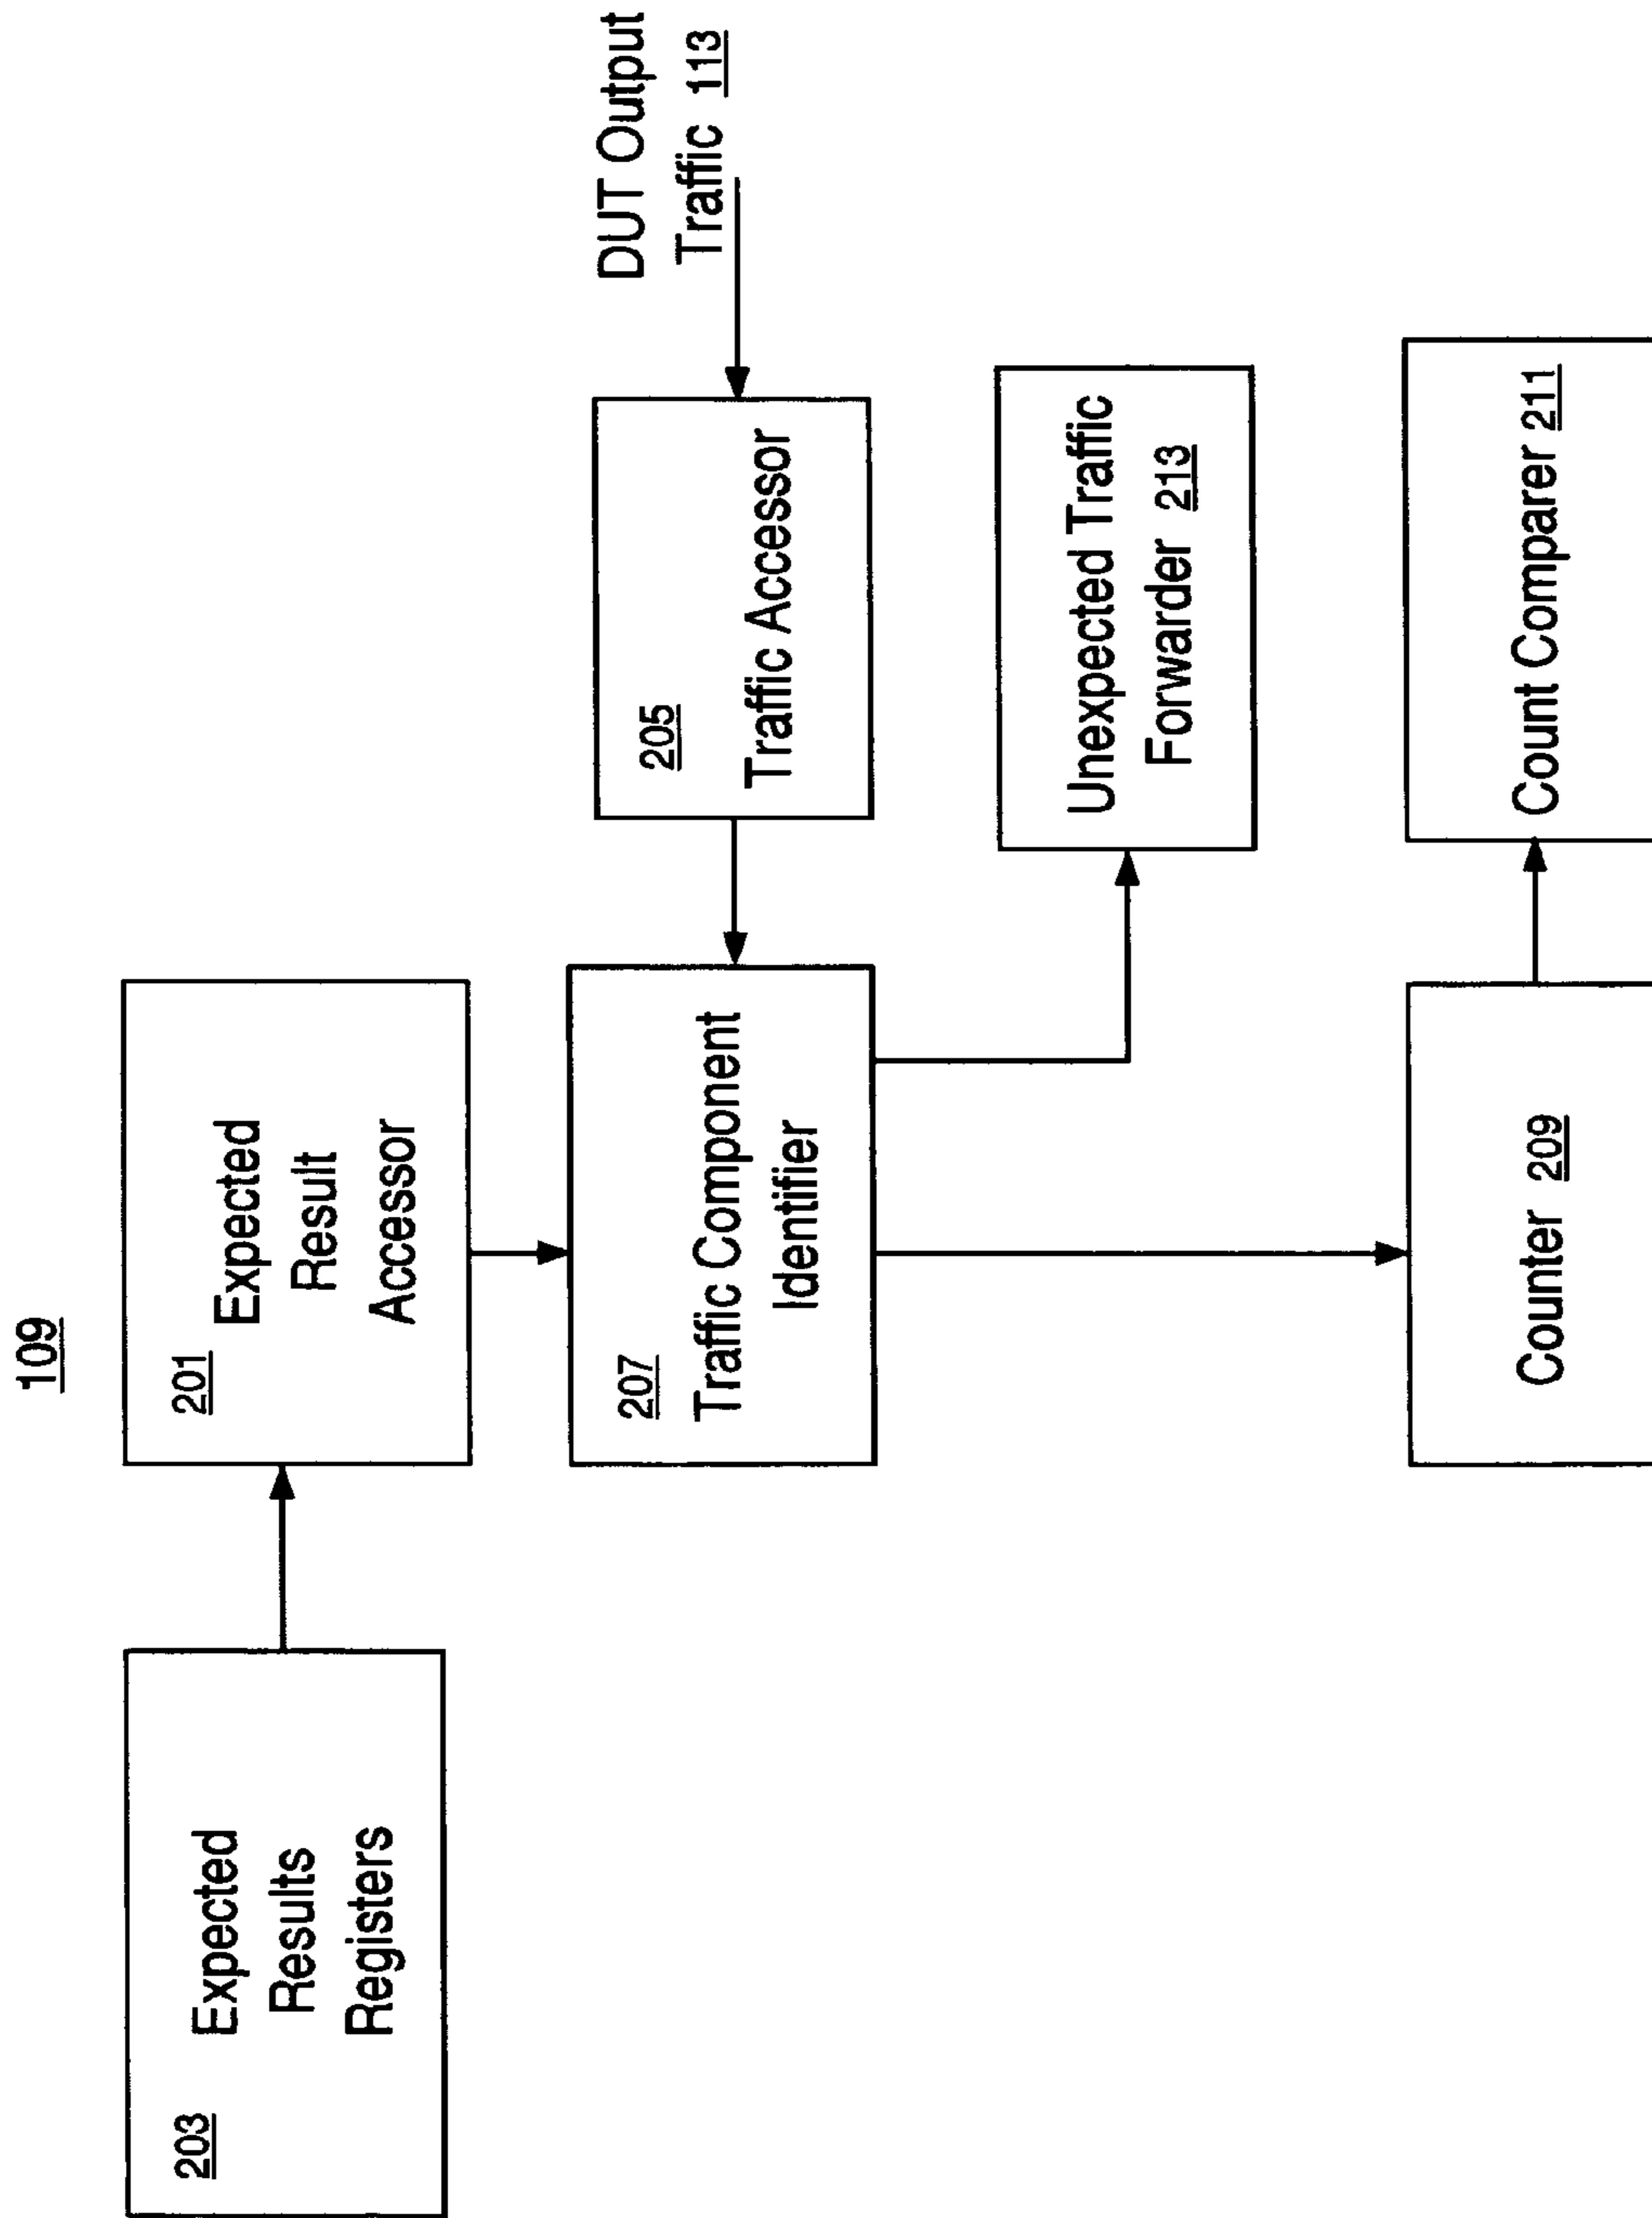 109
203
Expected
Results
Registers
201
Expected
Result
Accessor
207
Traffic Component
Identifier
205
Traffic Accessor
DUT Output
Traffic 113
Unexpected Traffic
Forwarder 213
Counter 209
Count Comparer 211